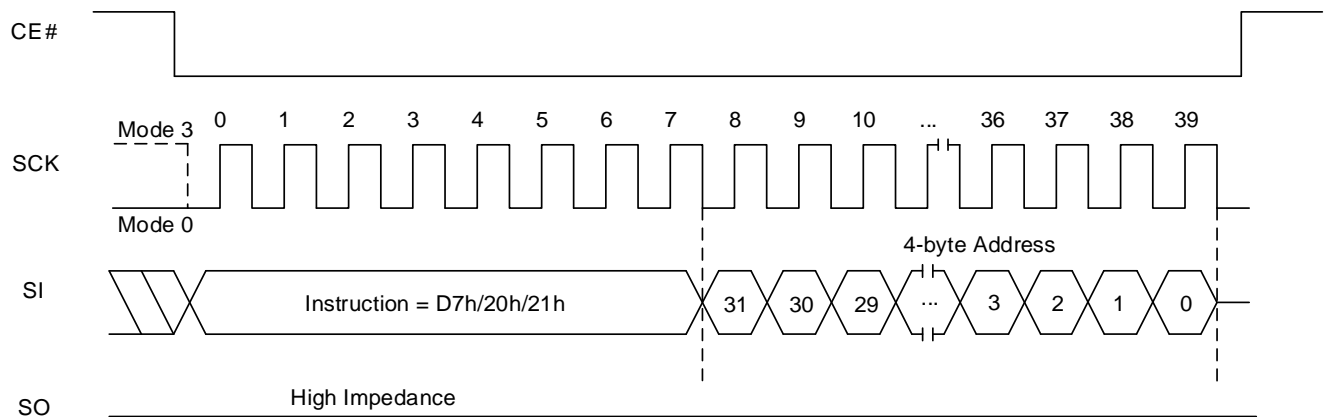 CE#
0 1 2 3 4 5 6 7 8 9 10 ... 36 37 38 39
Mode 3
SCK
Mode 0
4-byte Address
SI
Instruction = D7h/20h/21h 31 30 29 ... 3 2 1 0
High Impedance
SO